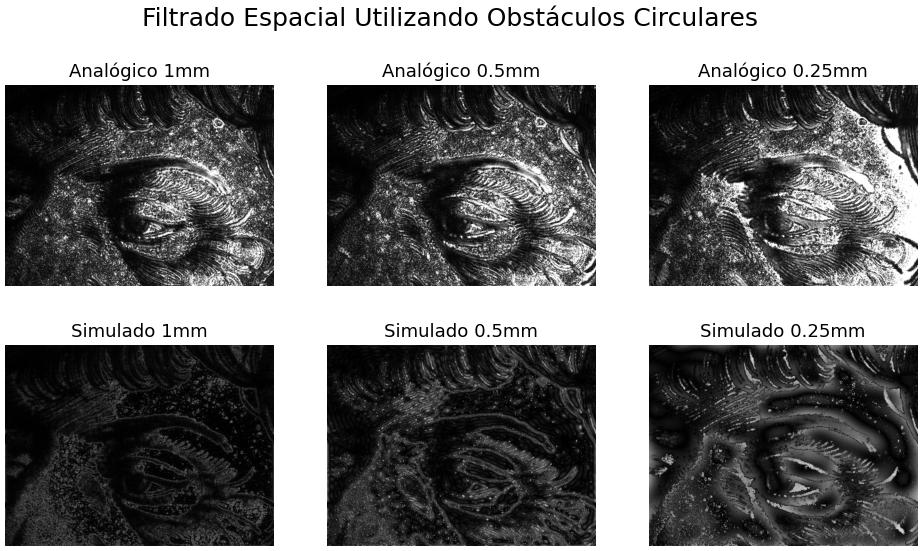 Filtrado Espacial Utilizando Obstáculos Circulares
Analógico 1mm
Analógico 0.5mm
Analógico 0.25mm
Simulado 1mm
Simulado 0.5mm
Simulado 0.25mm